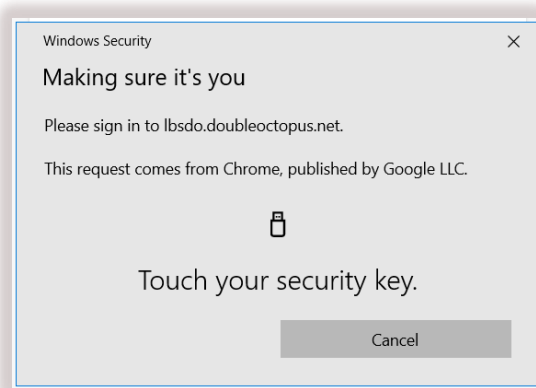 Windows Security
Making sure it's you
Please sign in to lbsdo.doubleoctopus.net.
This request comes from Chrome, published by Google LLC.
Touch your security key.
Cancel